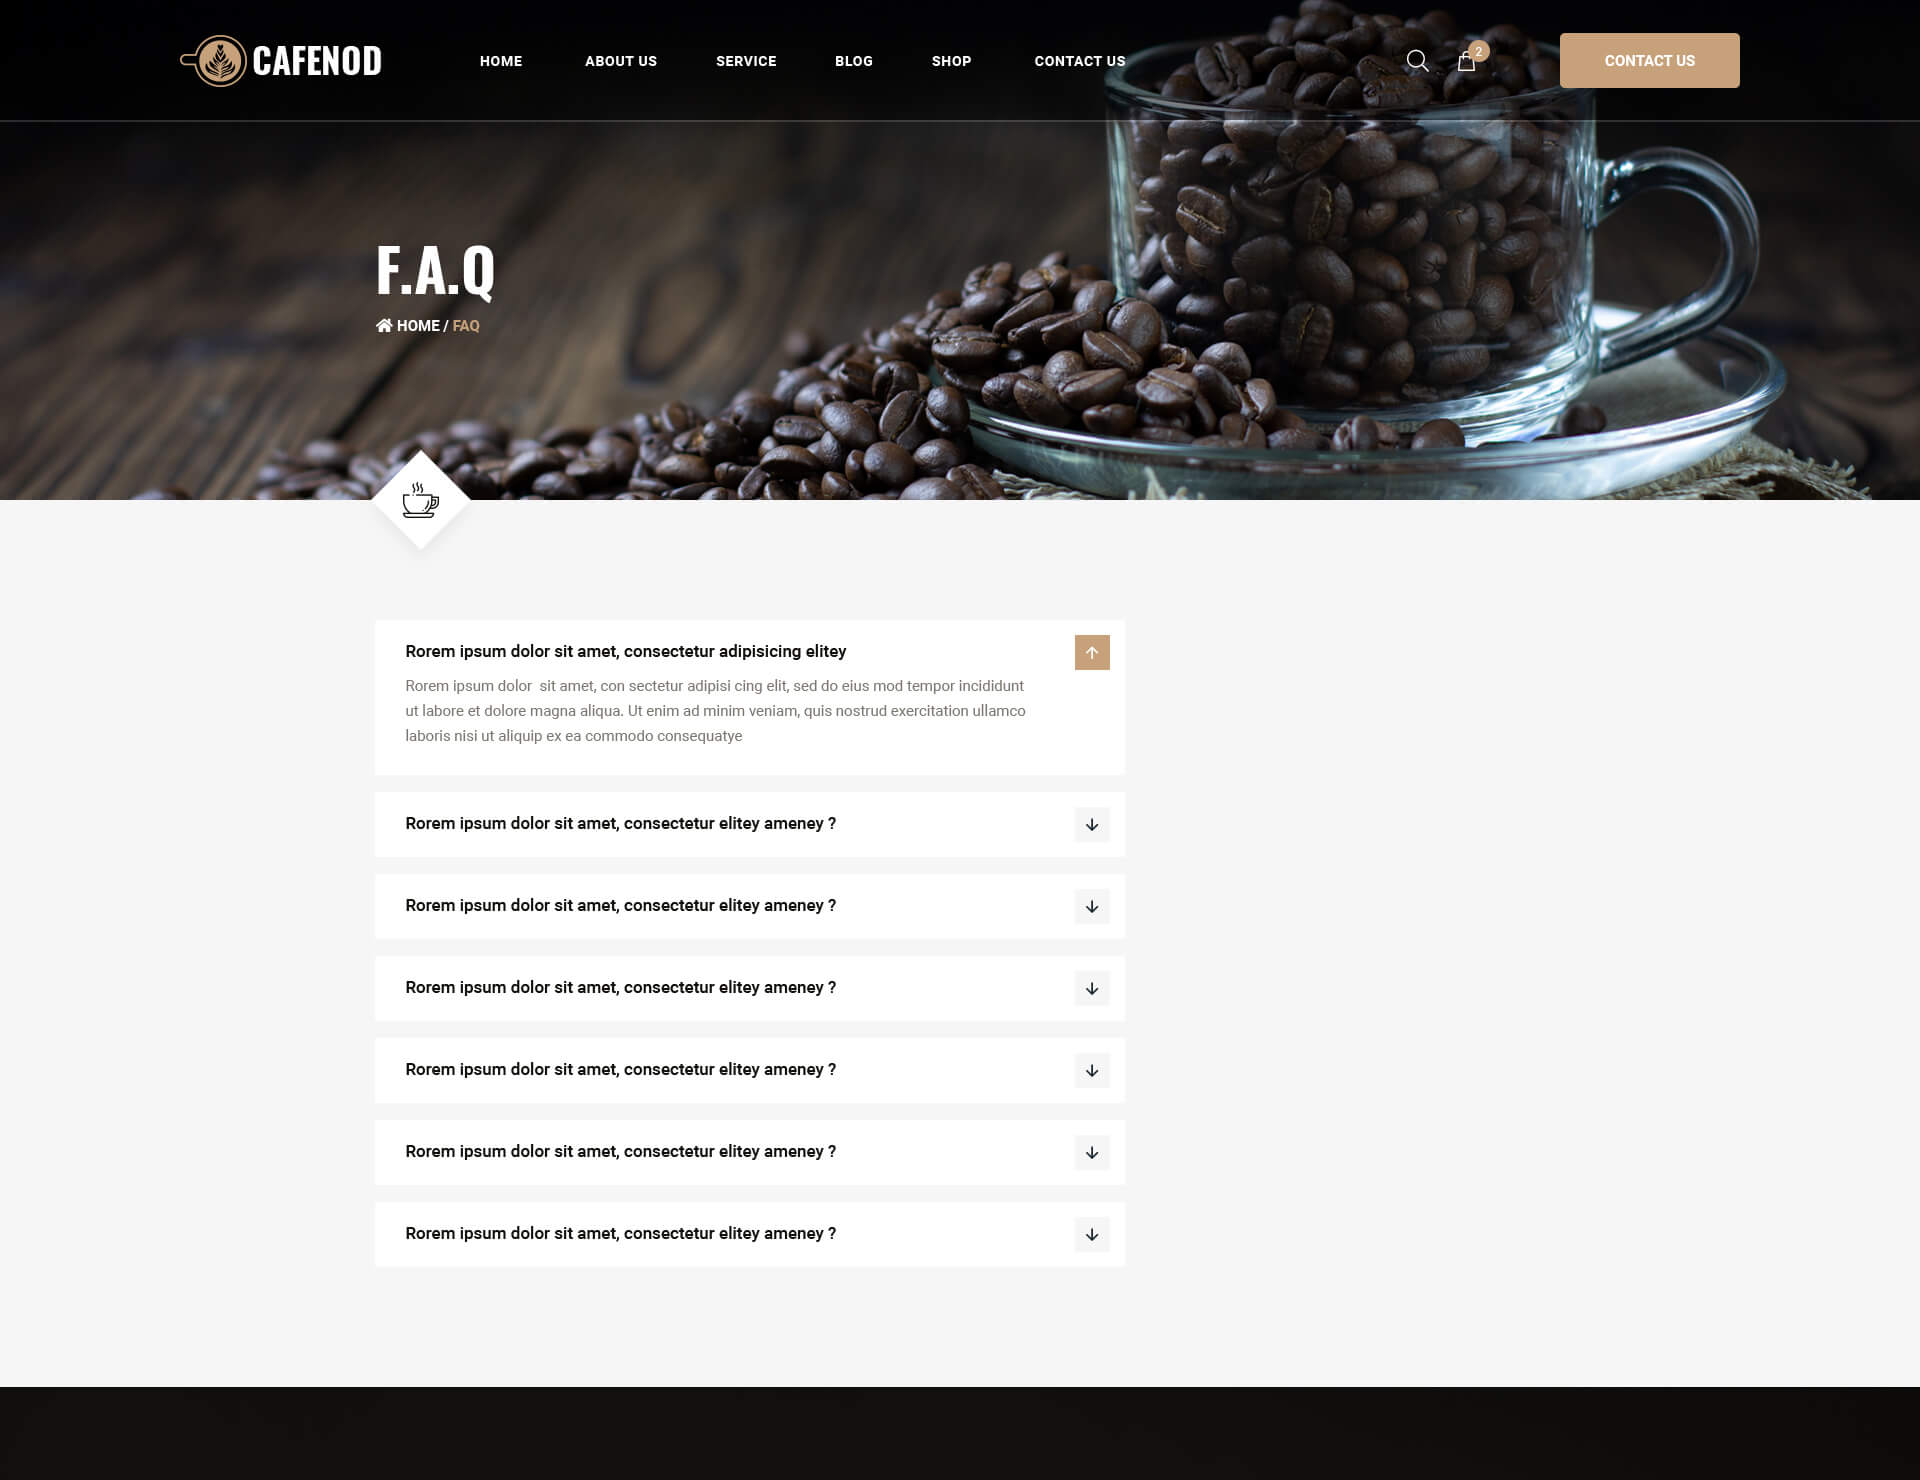 CAFENOD
HOME ABOUT US SERVICE BLOG SHOP CONTACT US
2
CONTACT US
F.A.Q
HOME / FAQ
Rorem ipsum dolor sit amet, consectetur adipisicing elitey
Rorem ipsum dolor  sit amet, con sectetur adipisi cing elit, sed do eius mod tempor incididunt
ut labore et dolore magna aliqua. Ut enim ad minim veniam, quis nostrud exercitation ullamco
laboris nisi ut aliquip ex ea commodo consequatye
Rorem ipsum dolor sit amet, consectetur elitey ameney ?
Rorem ipsum dolor sit amet, consectetur elitey ameney ?
Rorem ipsum dolor sit amet, consectetur elitey ameney ?
Rorem ipsum dolor sit amet, consectetur elitey ameney ?
Rorem ipsum dolor sit amet, consectetur elitey ameney ?
Rorem ipsum dolor sit amet, consectetur elitey ameney ?